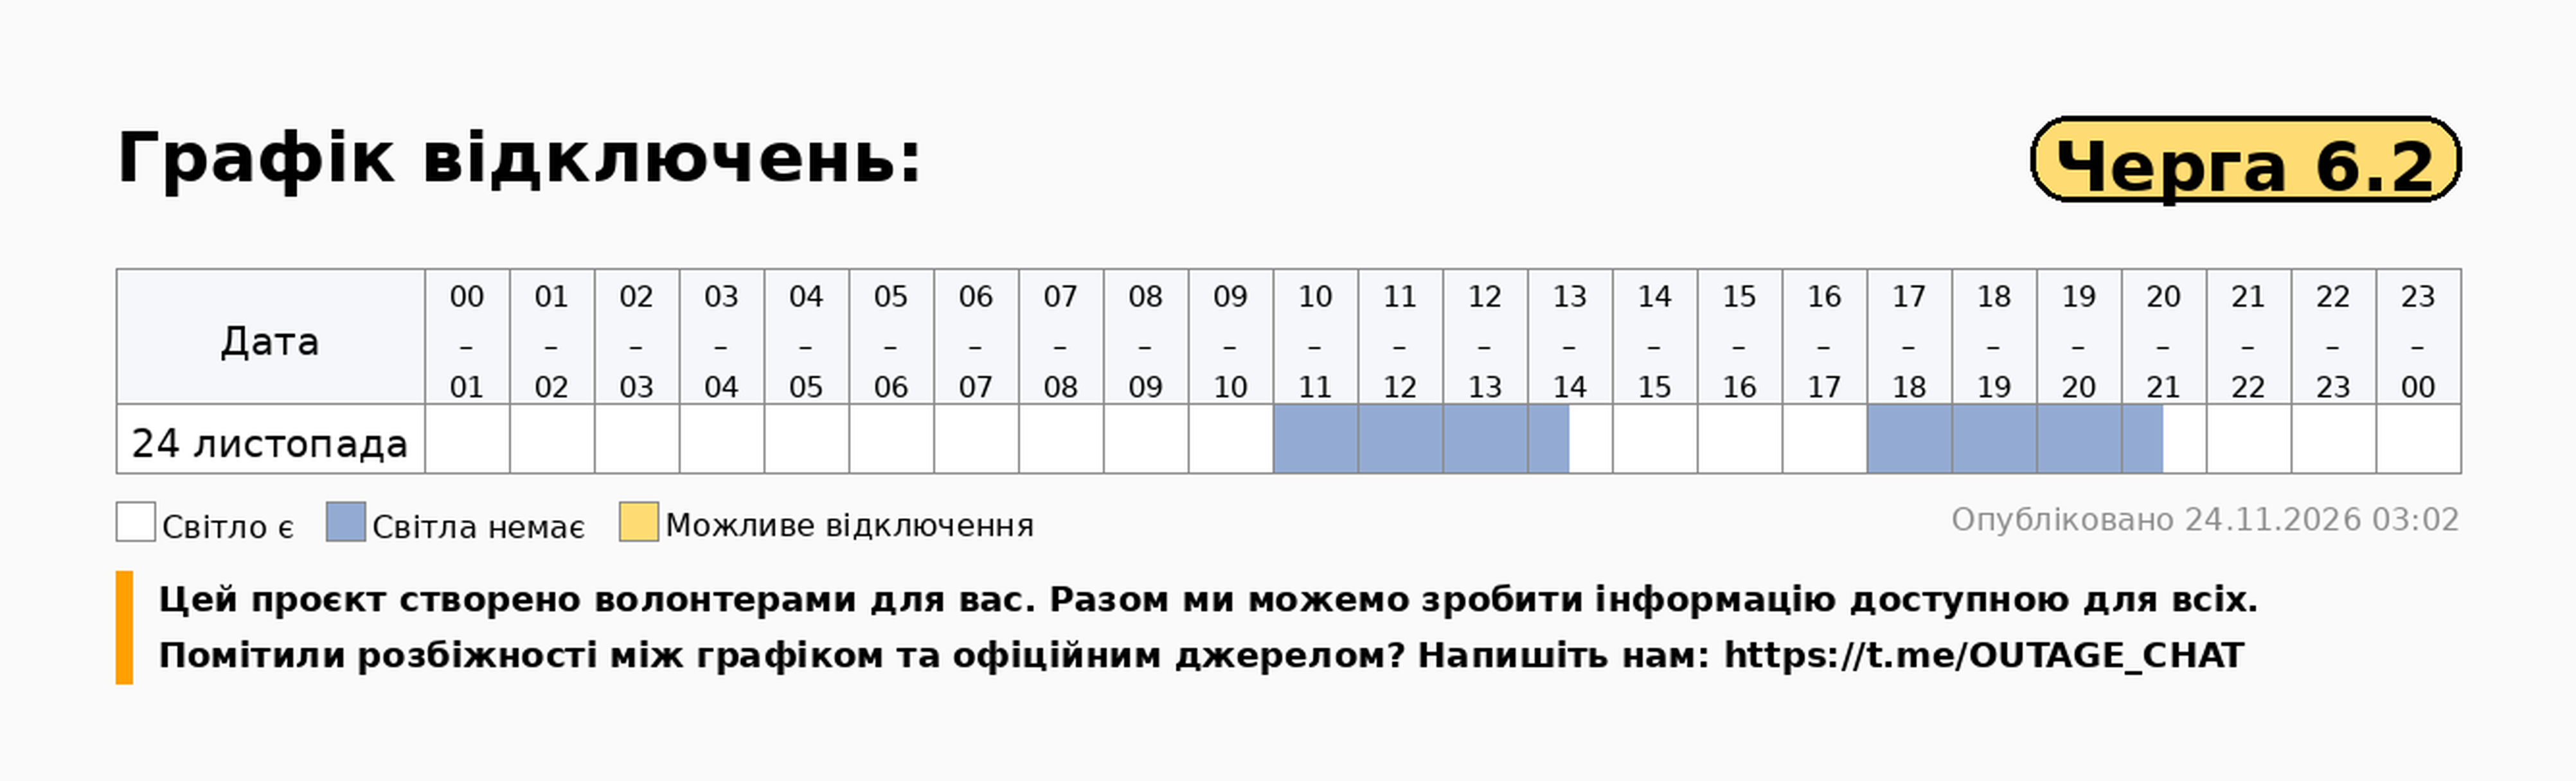 Графік відключень:
Черга 6.2
Дата
00 – 01
01 – 02
02 – 03
03 – 04
04 – 05
05 – 06
06 – 07
07 – 08
08 – 09
09 – 10
10 – 11
11 – 12
12 – 13
13 – 14
14 – 15
15 – 16
16 – 17
17 – 18
18 – 19
19 – 20
20 – 21
21 – 22
22 – 23
23 – 00
24 листопада
Світло є
Світла немає
Можливе відключення
Опубліковано 24.11.2026 03:02
Цей проєкт створено волонтерами для вас. Разом ми можемо зробити інформацію доступною для всіх.
Помітили розбіжності між графіком та офіційним джерелом? Напишіть нам: https://t.me/OUTAGE_CHAT